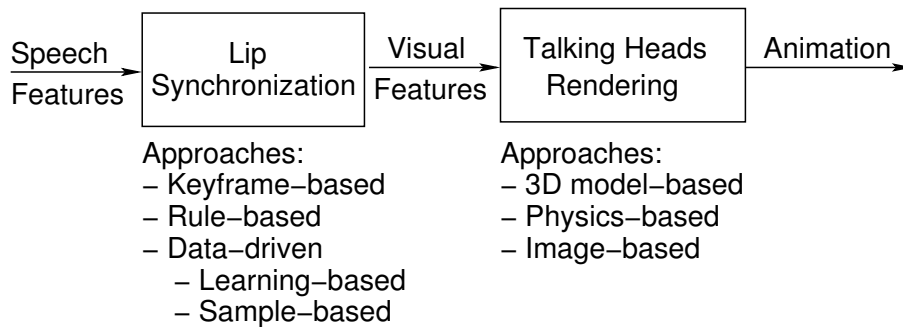 Speech
Features
Lip
Synchronization
Visual
Features
Talking Heads
Rendering
Animation
Approaches:
− Keyframe−based
− Rule−based
− Data−driven
− Learning−based
− Sample−based
Approaches:
− 3D model−based
− Physics−based
− Image−based